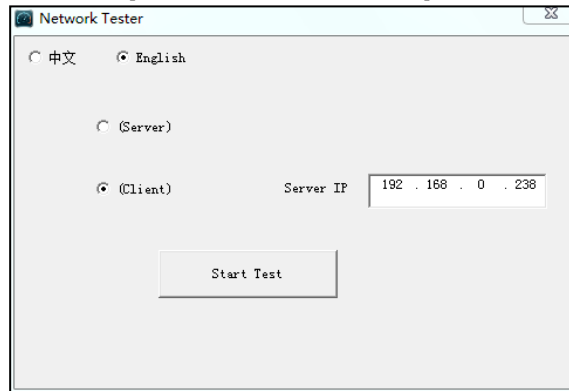 Network Tester
中文 English
(Server)
(Client) Server IP 192 . 168 . 0 . 238
Start Test